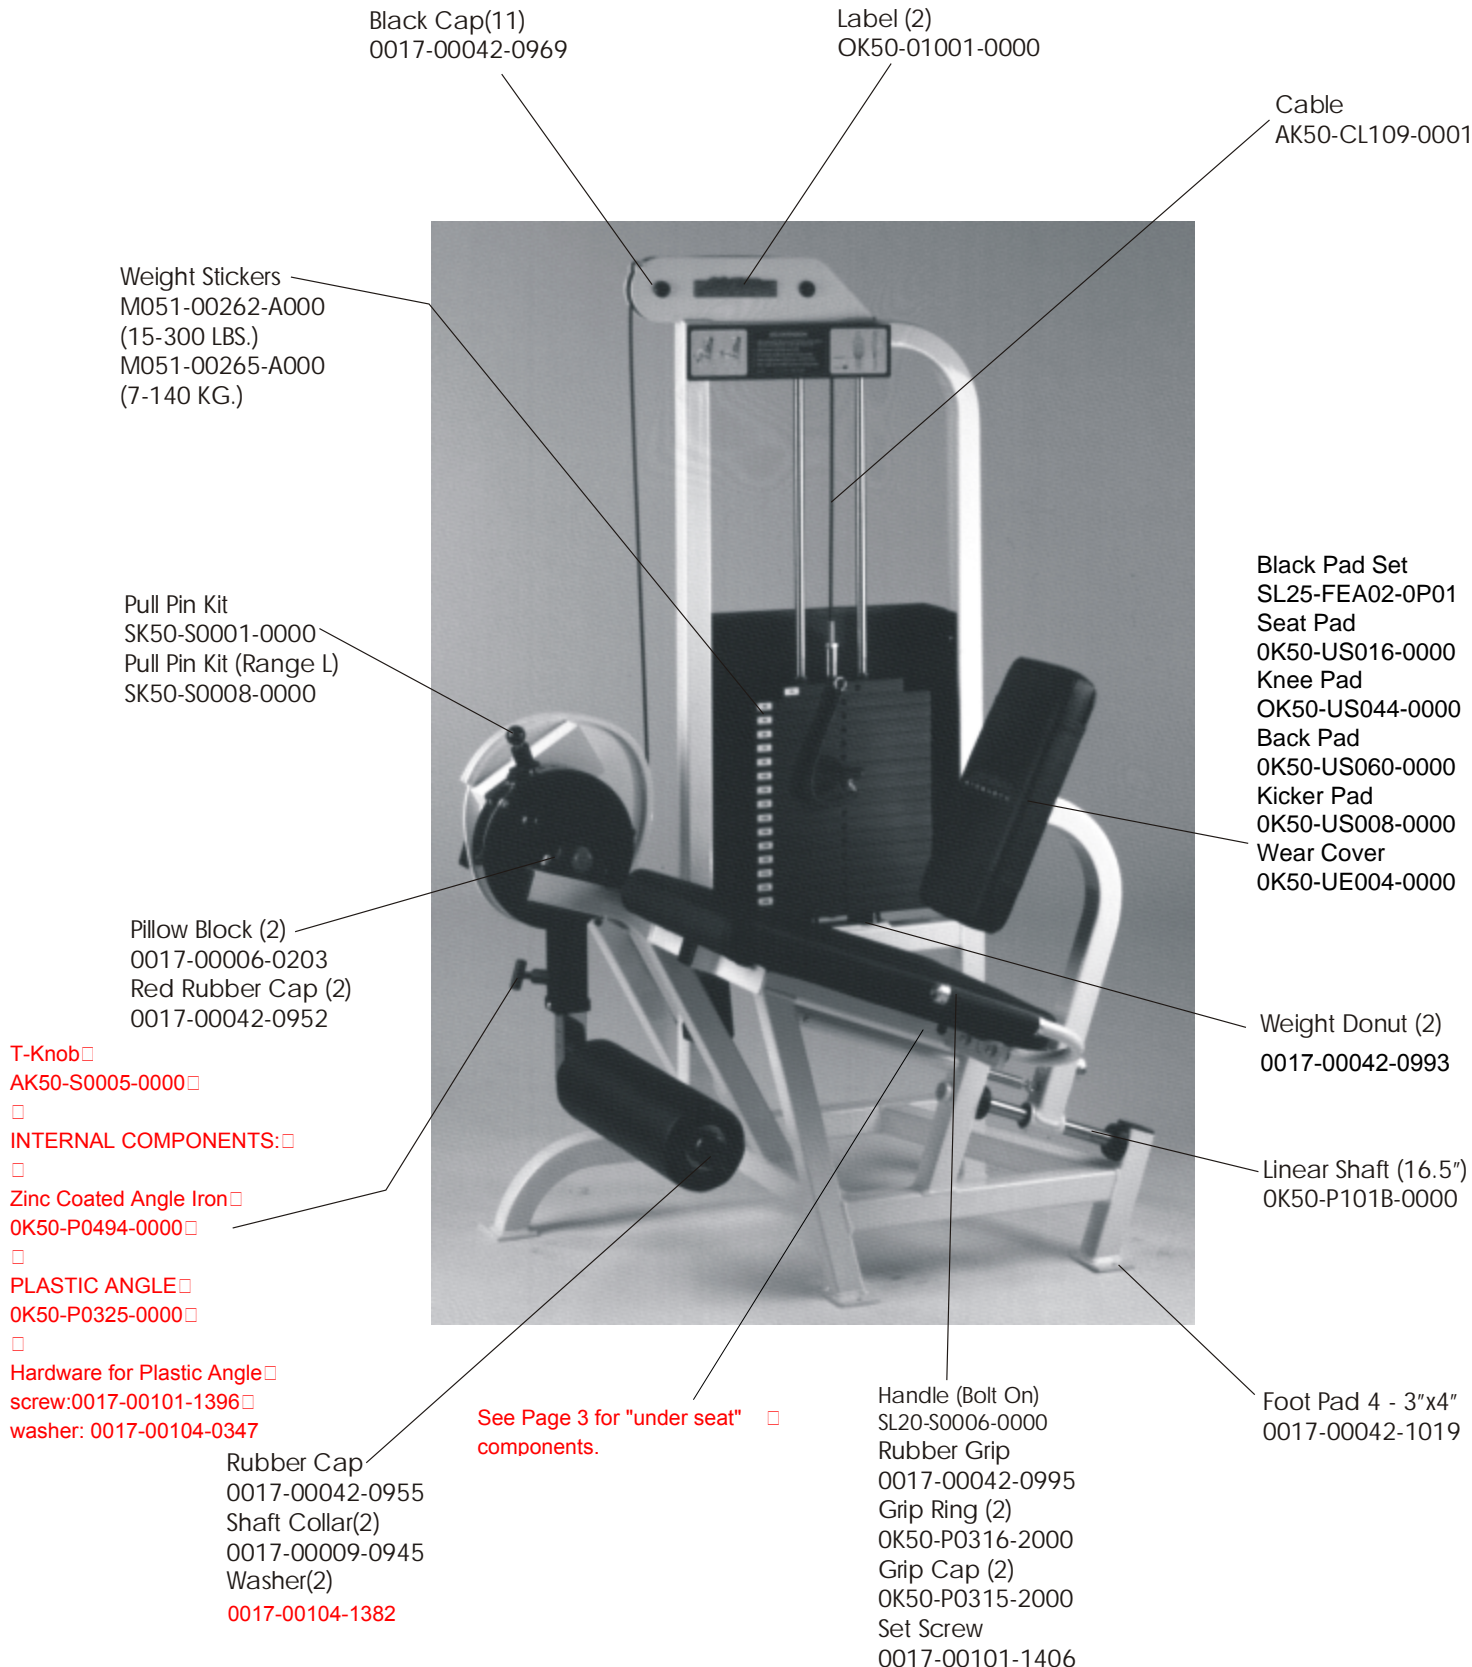 Black Cap(11)
0017-00042-0969
Label (2)
OK50-01001-0000
Cable
AK50-CL109-0001
Weight Stickers
M051-00262-A000
(15-300 LBS.)
M051-00265-A000
(7-140 KG.)
Pull Pin Kit
SK50-S0001-0000
Pull Pin Kit (Range L)
SK50-S0008-0000
Black Pad Set
SL25-FEA02-0P01
Seat Pad
0K50-US016-0000
Knee Pad
OK50-US044-0000
Back Pad
0K50-US060-0000
Kicker Pad
0K50-US008-0000
Wear Cover
0K50-UE004-0000
Pillow Block (2)
0017-00006-0203
Red Rubber Cap (2)
0017-00042-0952
Weight Donut (2)
0017-00042-0993
T-Knob
AK50-S0005-0000
INTERNAL COMPONENTS:
Zinc Coated Angle Iron
0K50-P0494-0000
PLASTIC ANGLE
0K50-P0325-0000
Hardware for Plastic Angle
screw:0017-00101-1396
washer: 0017-00104-0347
Linear Shaft (16.5")
0K50-P101B-0000
Rubber Cap
0017-00042-0955
Shaft Collar(2)
0017-00009-0945
Washer(2)
0017-00104-1382
See Page 3 for "under seat"
components.
Handle (Bolt On)
SL20-S0006-0000
Rubber Grip
0017-00042-0995
Grip Ring (2)
0K50-P0316-2000
Grip Cap (2)
0K50-P0315-2000
Set Screw
0017-00101-1406
Foot Pad 4 - 3"x4"
0017-00042-1019